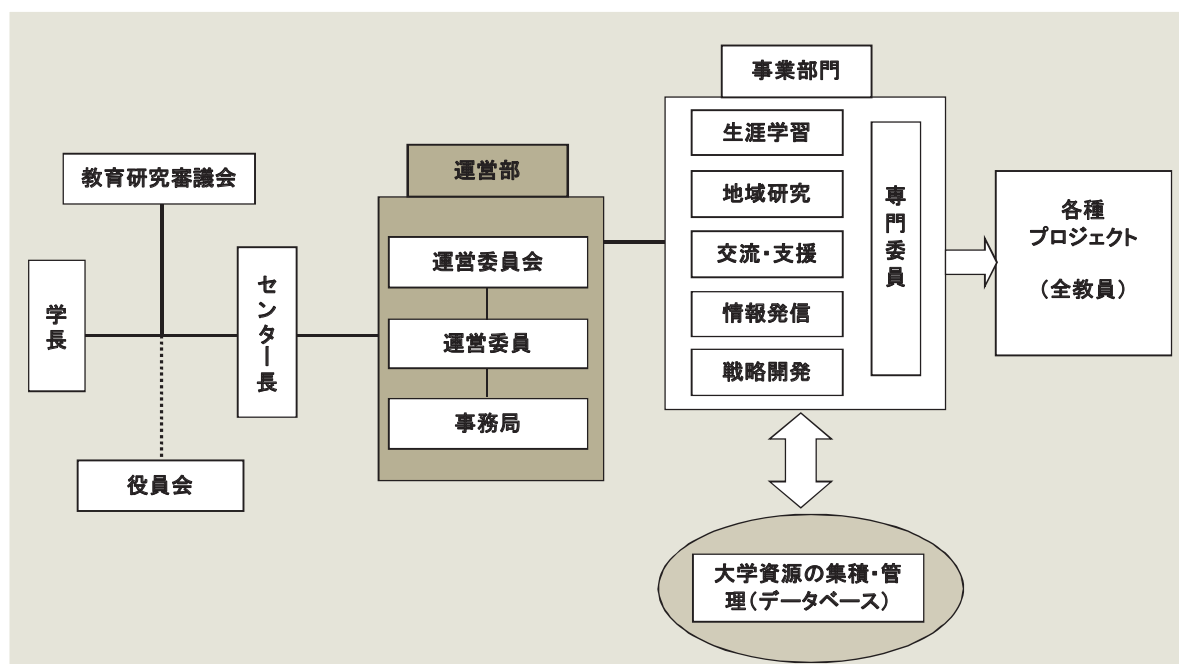 教育研究審議会
学長
センター長
役員会
運営部
運営委員会
運営委員
事務局
事業部門
生涯学習
地域研究
交流・支援
情報発信
戦略開発
専門委員
各種
プロジェクト
（全教員）
大学資源の集積・管
理（データベース）